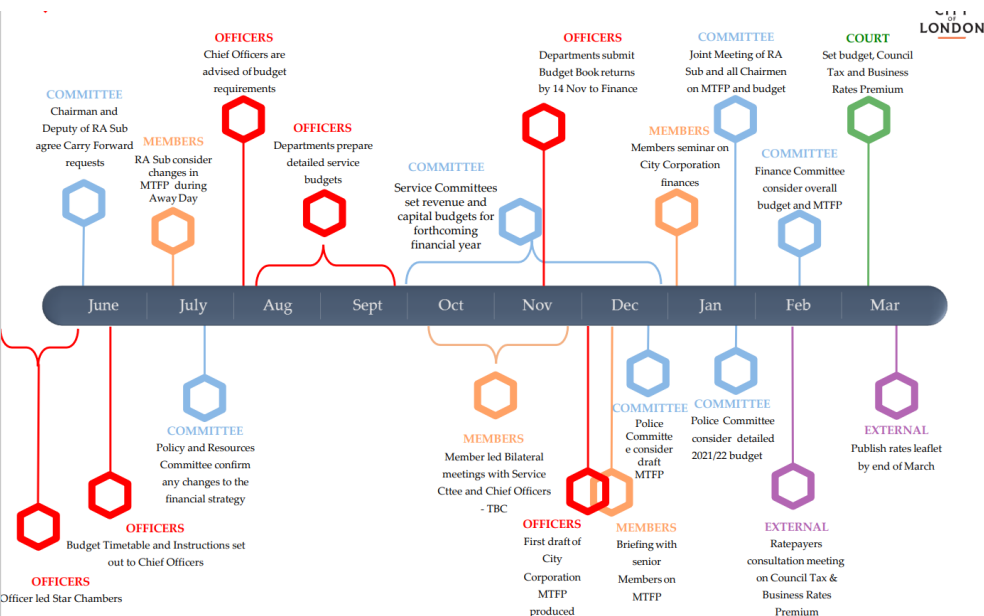 CITY
OF
LONDON
OFFICERS
Chief Officers are
advised of budget
requirements
OFFICERS
Departments submit
Budget Book returns
by 14 Nov to Finance
COMMITTEE
Joint Meeting of RA
Sub and all Chairmen
on MTFP and budget
COURT
Set budget, Council
Tax and Business
Rates Premium
COMMITTEE
Chairman and
Deputy of RA Sub
agree Carry Forward
requests
MEMBERS
RA Sub consider
changes in
MTFP during
Away Day
OFFICERS
Departments prepare
detailed service
budgets
COMMITTEE
Service Committees
set revenue and
capital budgets for
forthcoming
financial year
MEMBERS
Members seminar on
City Corporation
finances
COMMITTEE
Finance Committee
consider overall
budget and MTFP
June July Aug Sept Oct Nov Dec Jan Feb Mar
COMMITTEE
Policy and Resources
Committee confirm
any changes to the
financial strategy
MEMBERS
Member led Bilateral
meetings with Service
Cttee and Chief Officers
- TBC
COMMITTEE
Police
Committe
e consider
draft
MTFP
COMMITTEE
Police Committee
consider detailed
2021/22 budget
EXTERNAL
Publish rates leaflet
by end of March
OFFICERS
Budget Timetable and Instructions set
out to Chief Officers
OFFICERS
Officer led Star Chambers
OFFICERS
First draft of
City
Corporation
MTFP
produced
MEMBERS
Briefing with
senior
Members on
MTFP
EXTERNAL
Ratepayers
consultation meeting
on Council Tax &
Business Rates
Premium